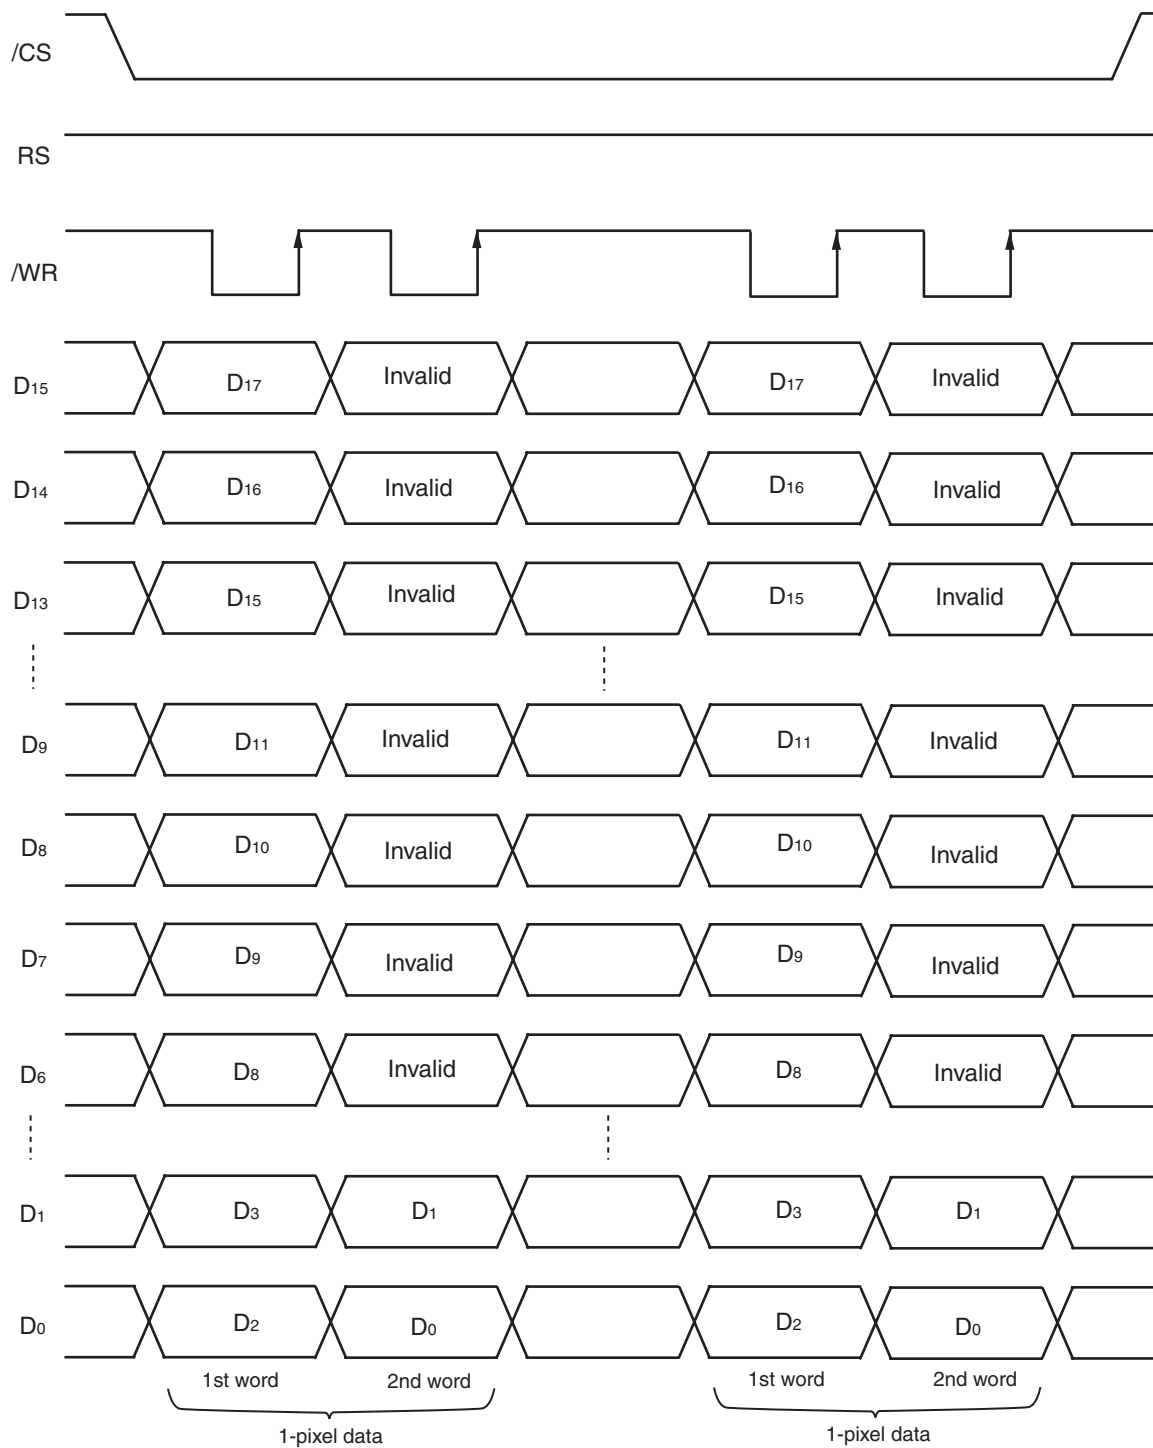 /CS
RS
/WR
D15 D17 Invalid D17 Invalid
D14 D16 Invalid D16 Invalid
D13 D15 Invalid D15 Invalid
D9 D11 Invalid D11 Invalid
D8 D10 Invalid D10 Invalid
D7 D9 Invalid D9 Invalid
D6 D8 Invalid D8 Invalid
D1 D3 D1 D3 D1
D0 D2 D0 D2 D0
1st word 2nd word 1st word 2nd word
1-pixel data 1-pixel data